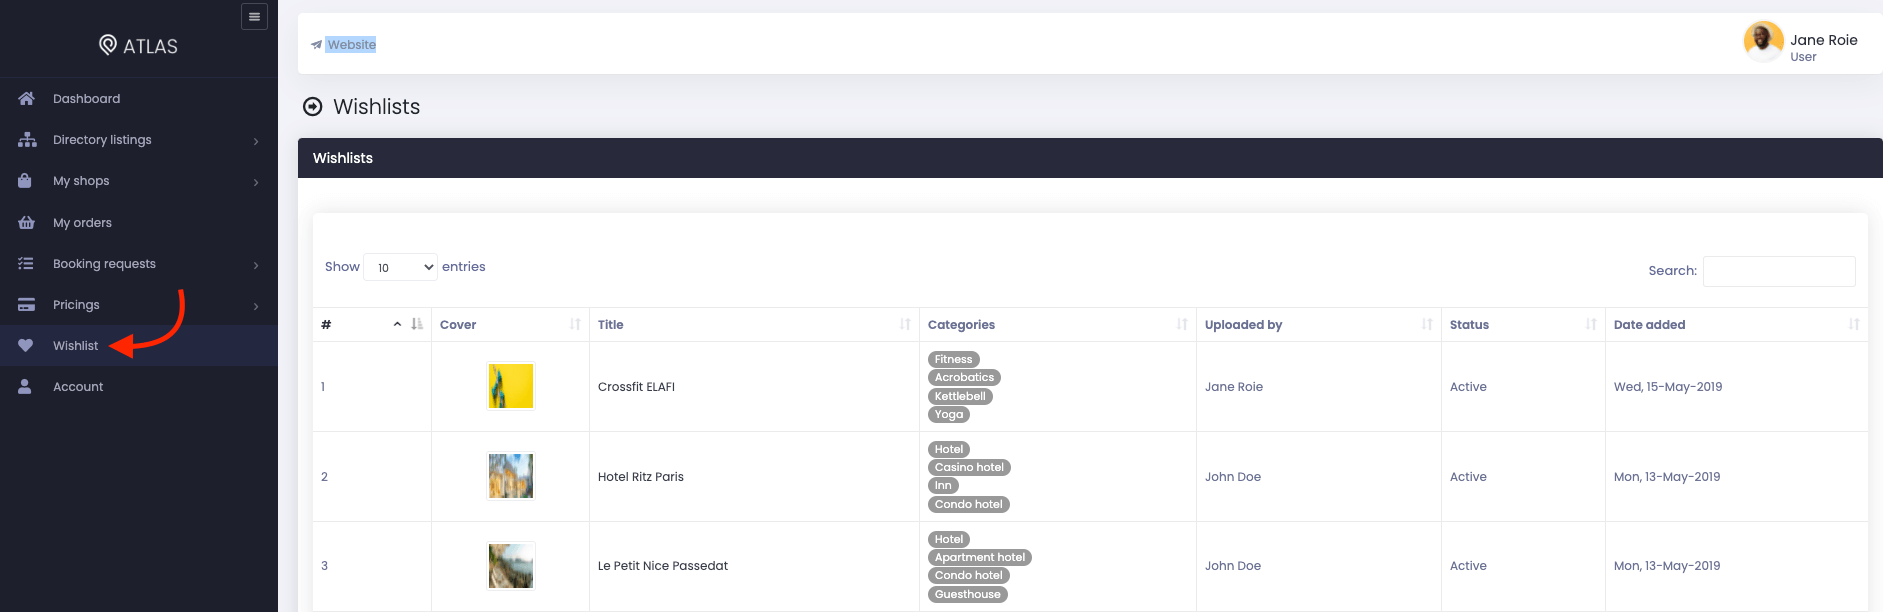 ATLAS
Dashboard
Directory listings
My shops
My orders
Booking requests
Pricings
Wishlist
Account
Website
Jane Roie
User
Wishlists
Wishlists
Show 10 entries
Search:
# Cover Title Categories Uploaded by Status Date added
1 Crossfit ELAFI Fitness Jane Roie Active Wed, 15-May-2019
Acrobatics
Kettlebell
Yoga
2 Hotel Ritz Paris Hotel John Doe Active Mon, 13-May-2019
Casino hotel
Inn
Condo hotel
3 Le Petit Nice Passedat Hotel John Doe Active Mon, 13-May-2019
Apartment hotel
Condo hotel
Guesthouse